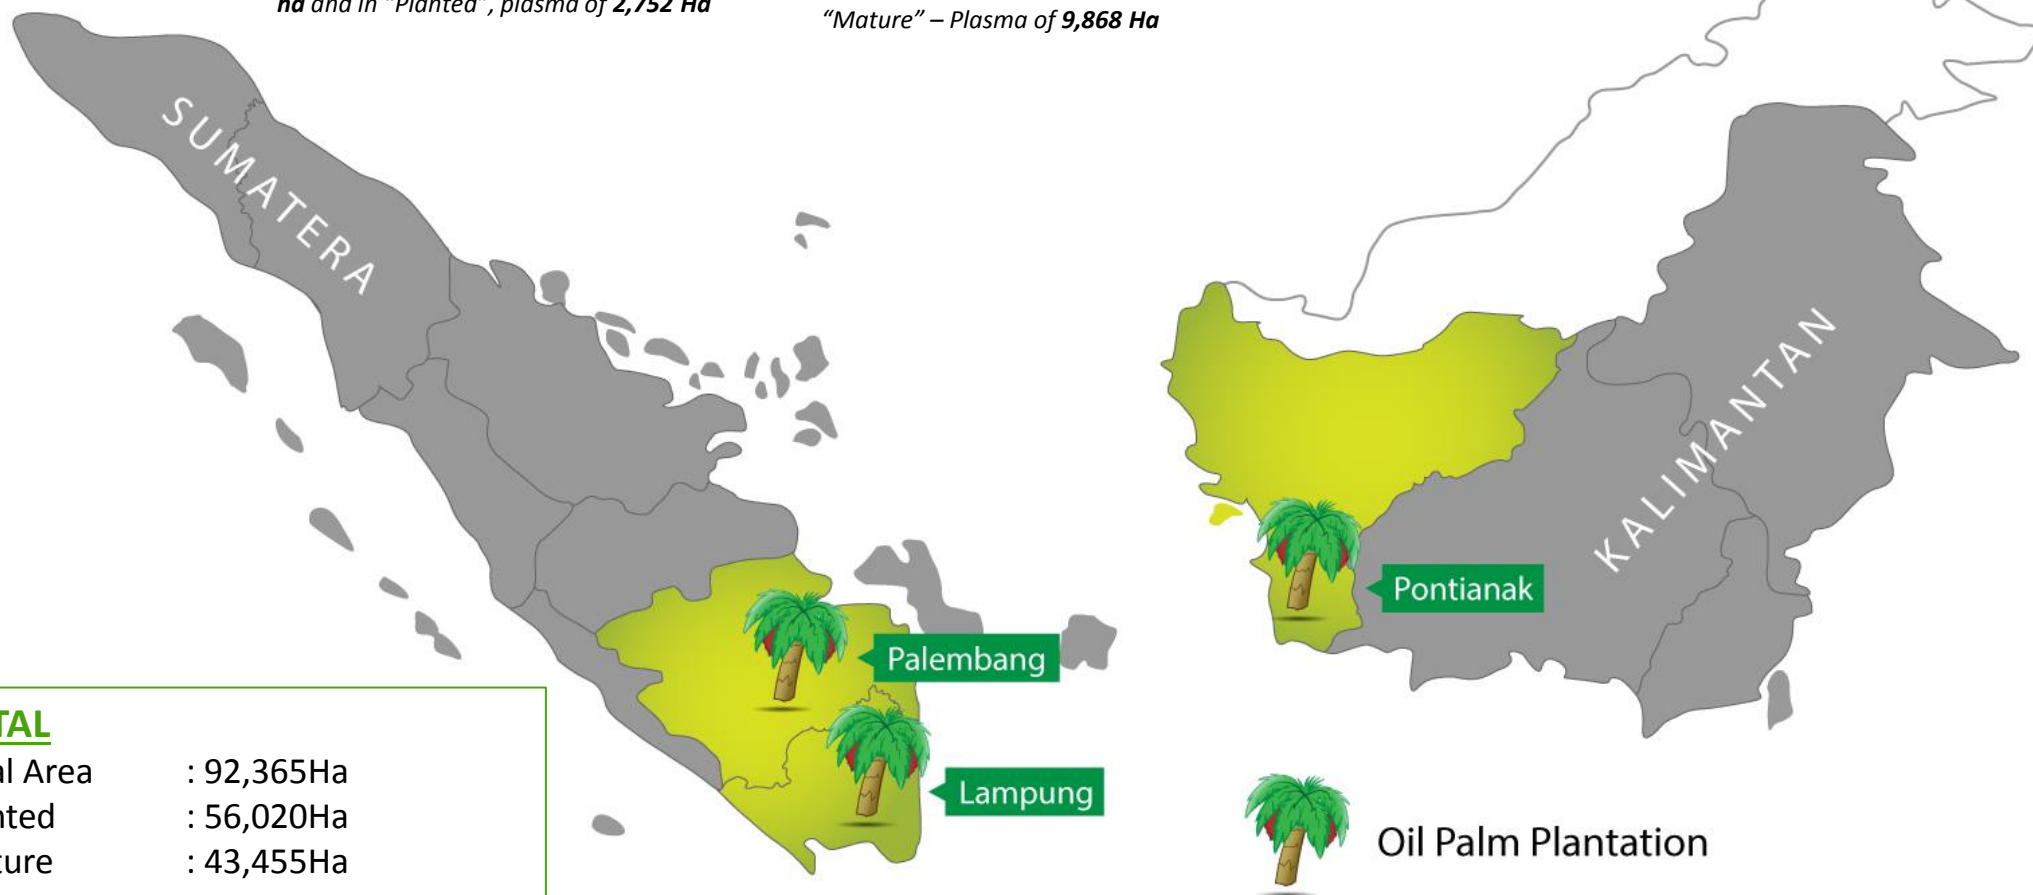 ha and in “Planted”, plasma of 2,752 Ha
“Mature” – Plasma of 9,868 Ha
SUMATERA
KALIMANTAN
Pontianak
Palembang
Lampung
TAL
al Area : 92,365Ha
nted : 56,020Ha
ture : 43,455Ha
Oil Palm Plantation